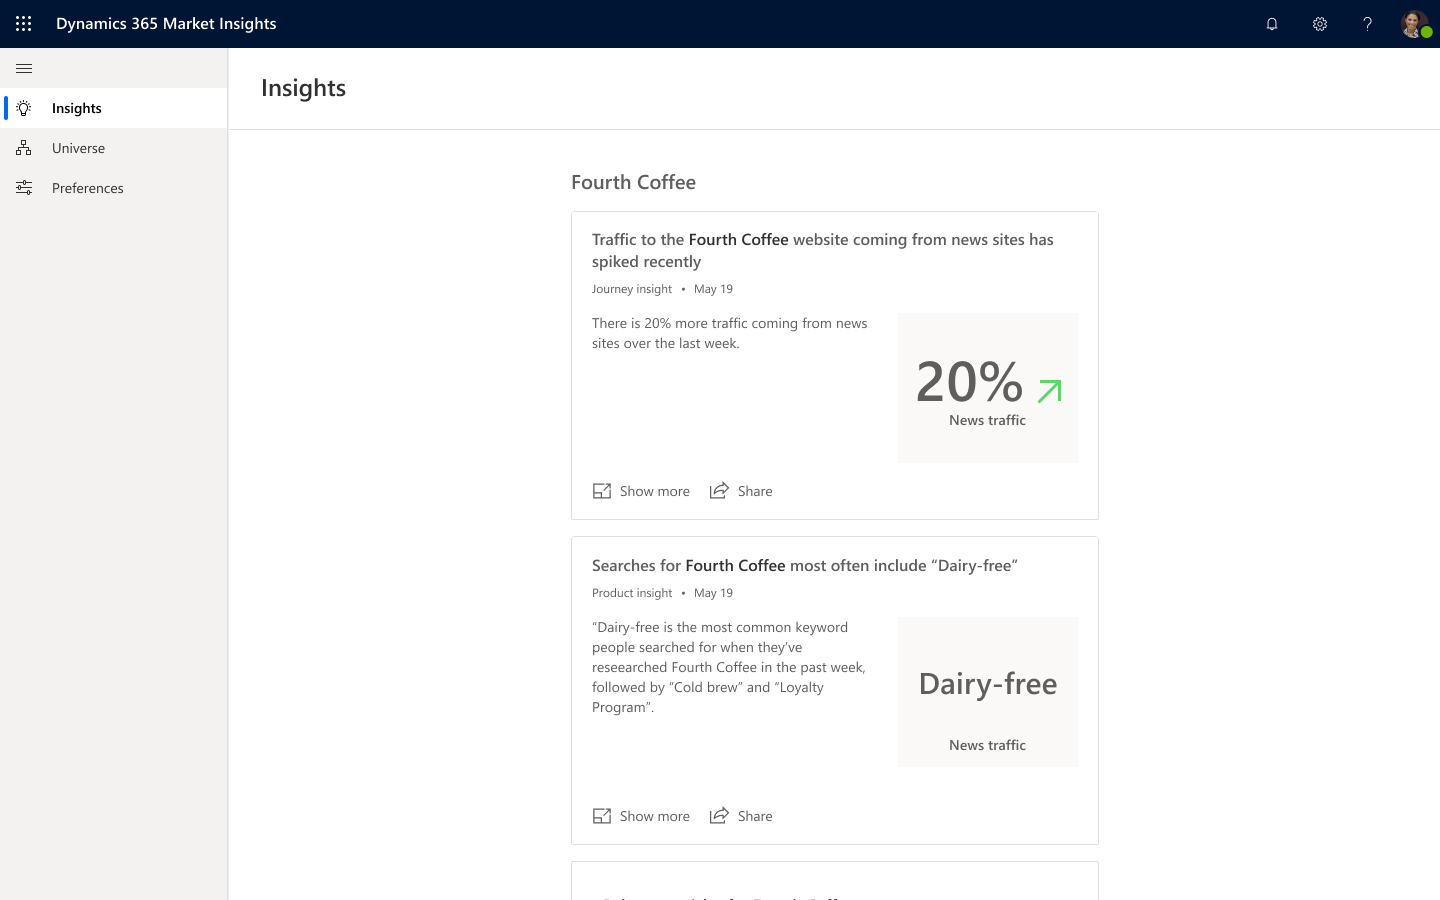 Dynamics 365 Market Insights
Insights
Universe
Preferences
Insights
Fourth Coffee
Traffic to the Fourth Coffee website coming from news sites has
spiked recently
Journey insight • May 19
There is 20% more traffic coming from news
sites over the last week.
20%
News traffic
Show more
Share
Searches for Fourth Coffee most often include “Dairy-free”
Product insight • May 19
“Dairy-free is the most common keyword
people searched for when they’ve
reseearched Fourth Coffee in the past week,
followed by “Cold brew” and “Loyalty
Program”.
Dairy-free
News traffic
Show more
Share